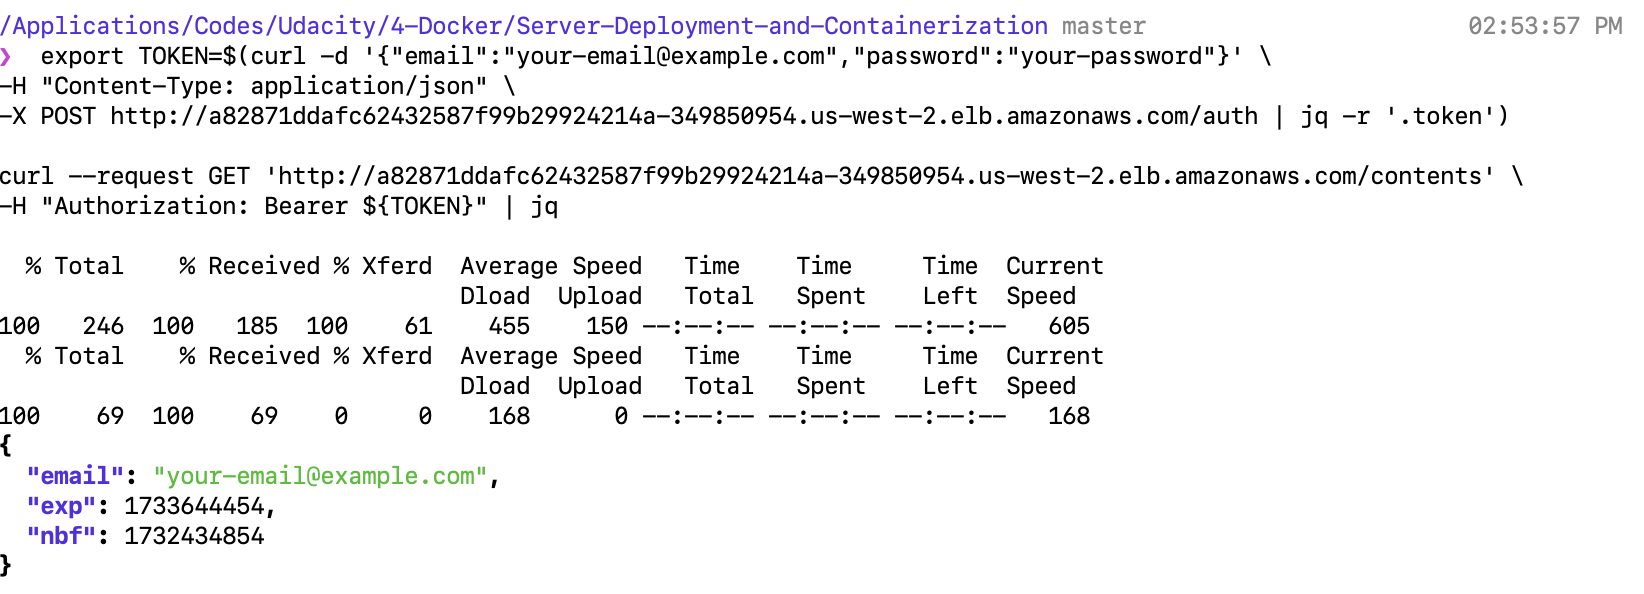 /Applications/Codes/Udacity/4-Docker/Server-Deployment-and-Containerization master 02:53:57 PM
❯ export TOKEN=$(curl -d '{"email":"your-email@example.com","password":"your-password"}' \
-H "Content-Type: application/json" \
-X POST http://a82871ddafc62432587f99b29924214a-349850954.us-west-2.elb.amazonaws.com/auth | jq -r '.token')
curl --request GET 'http://a82871ddafc62432587f99b29924214a-349850954.us-west-2.elb.amazonaws.com/contents' \
-H "Authorization: Bearer ${TOKEN}" | jq
% Total % Received % Xferd Average Speed Time Time Time Current
Dload Upload Total Spent Left Speed
100 246 100 185 100 61 455 150 --:--:-- --:--:-- --:--:-- 605
% Total % Received % Xferd Average Speed Time Time Time Current
Dload Upload Total Spent Left Speed
100 69 100 69 0 0 168 0 --:--:-- --:--:-- --:--:-- 168
{
"email": "your-email@example.com",
"exp": 1733644454,
"nbf": 1732434854
}